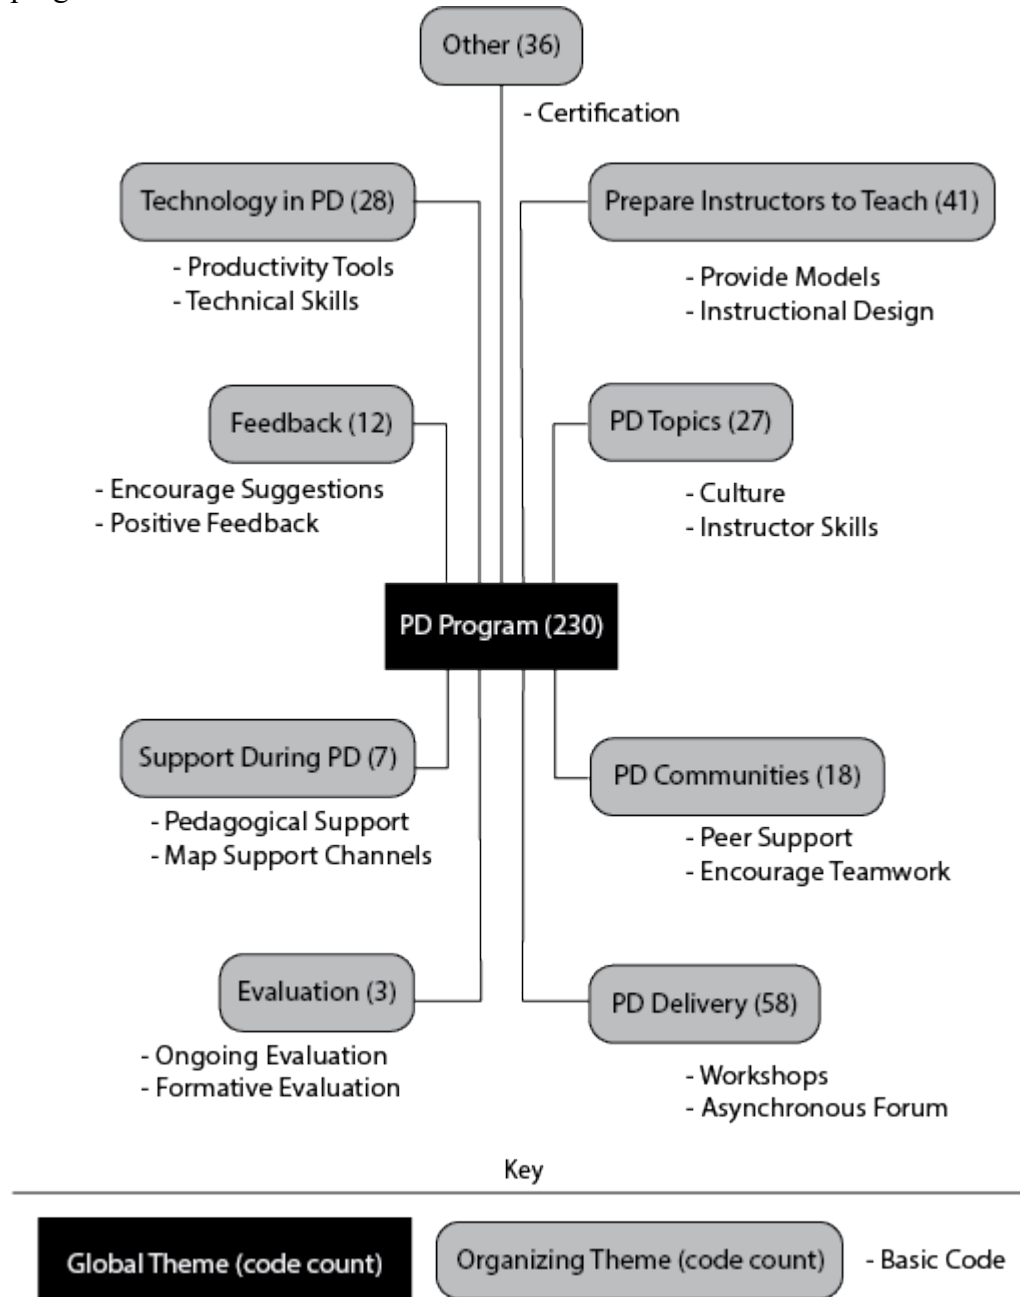 Other (36)
- Certification
Technology in PD (28)
- Productivity Tools
- Technical Skills
Prepare Instructors to Teach (41)
- Provide Models
- Instructional Design
Feedback (12)
- Encourage Suggestions
- Positive Feedback
PD Topics (27)
- Culture
- Instructor Skills
PD Program (230)
Support During PD (7)
- Pedagogical Support
- Map Support Channels
PD Communities (18)
- Peer Support
- Encourage Teamwork
Evaluation (3)
- Ongoing Evaluation
- Formative Evaluation
PD Delivery (58)
- Workshops
- Asynchronous Forum
Key
Global Theme (code count)
Organizing Theme (code count)
- Basic Code